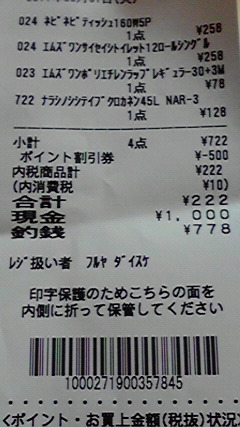 024 ﾈﾋﾟﾈﾋﾟﾃｨｯｼｭ160W5P
1点 ¥258
024 ｴﾑｽﾞﾜﾝｻｲｾｲｼﾄｲﾚｯﾄ12ﾛｰﾙｼﾝｸﾞﾙ
1点 ¥258
023 ｴﾑｽﾞﾜﾝﾎﾟﾘｴﾁﾚﾝﾗｯﾌﾟﾚｷﾞｭﾗｰ30+3M
1点 ¥78
722 ﾅﾗｼﾉｼｼﾃｲﾌﾞｸﾛｶﾈﾝ45L NAR-3
1点 ¥128
小計 4点 ¥722
ポイント割引券 ¥-500
内税商品計 ¥222
(内消費税 ¥10)
合計 ¥222
現金 ¥1,000
釣銭 ¥778
ﾚｼﾞ扱い者 ﾌﾙﾔ ﾀﾞｲｽｹ
印字保護のためこちらの面を
内側に折って保管してください
1000271900357845
<ポイント・お買上金額(税抜)状況